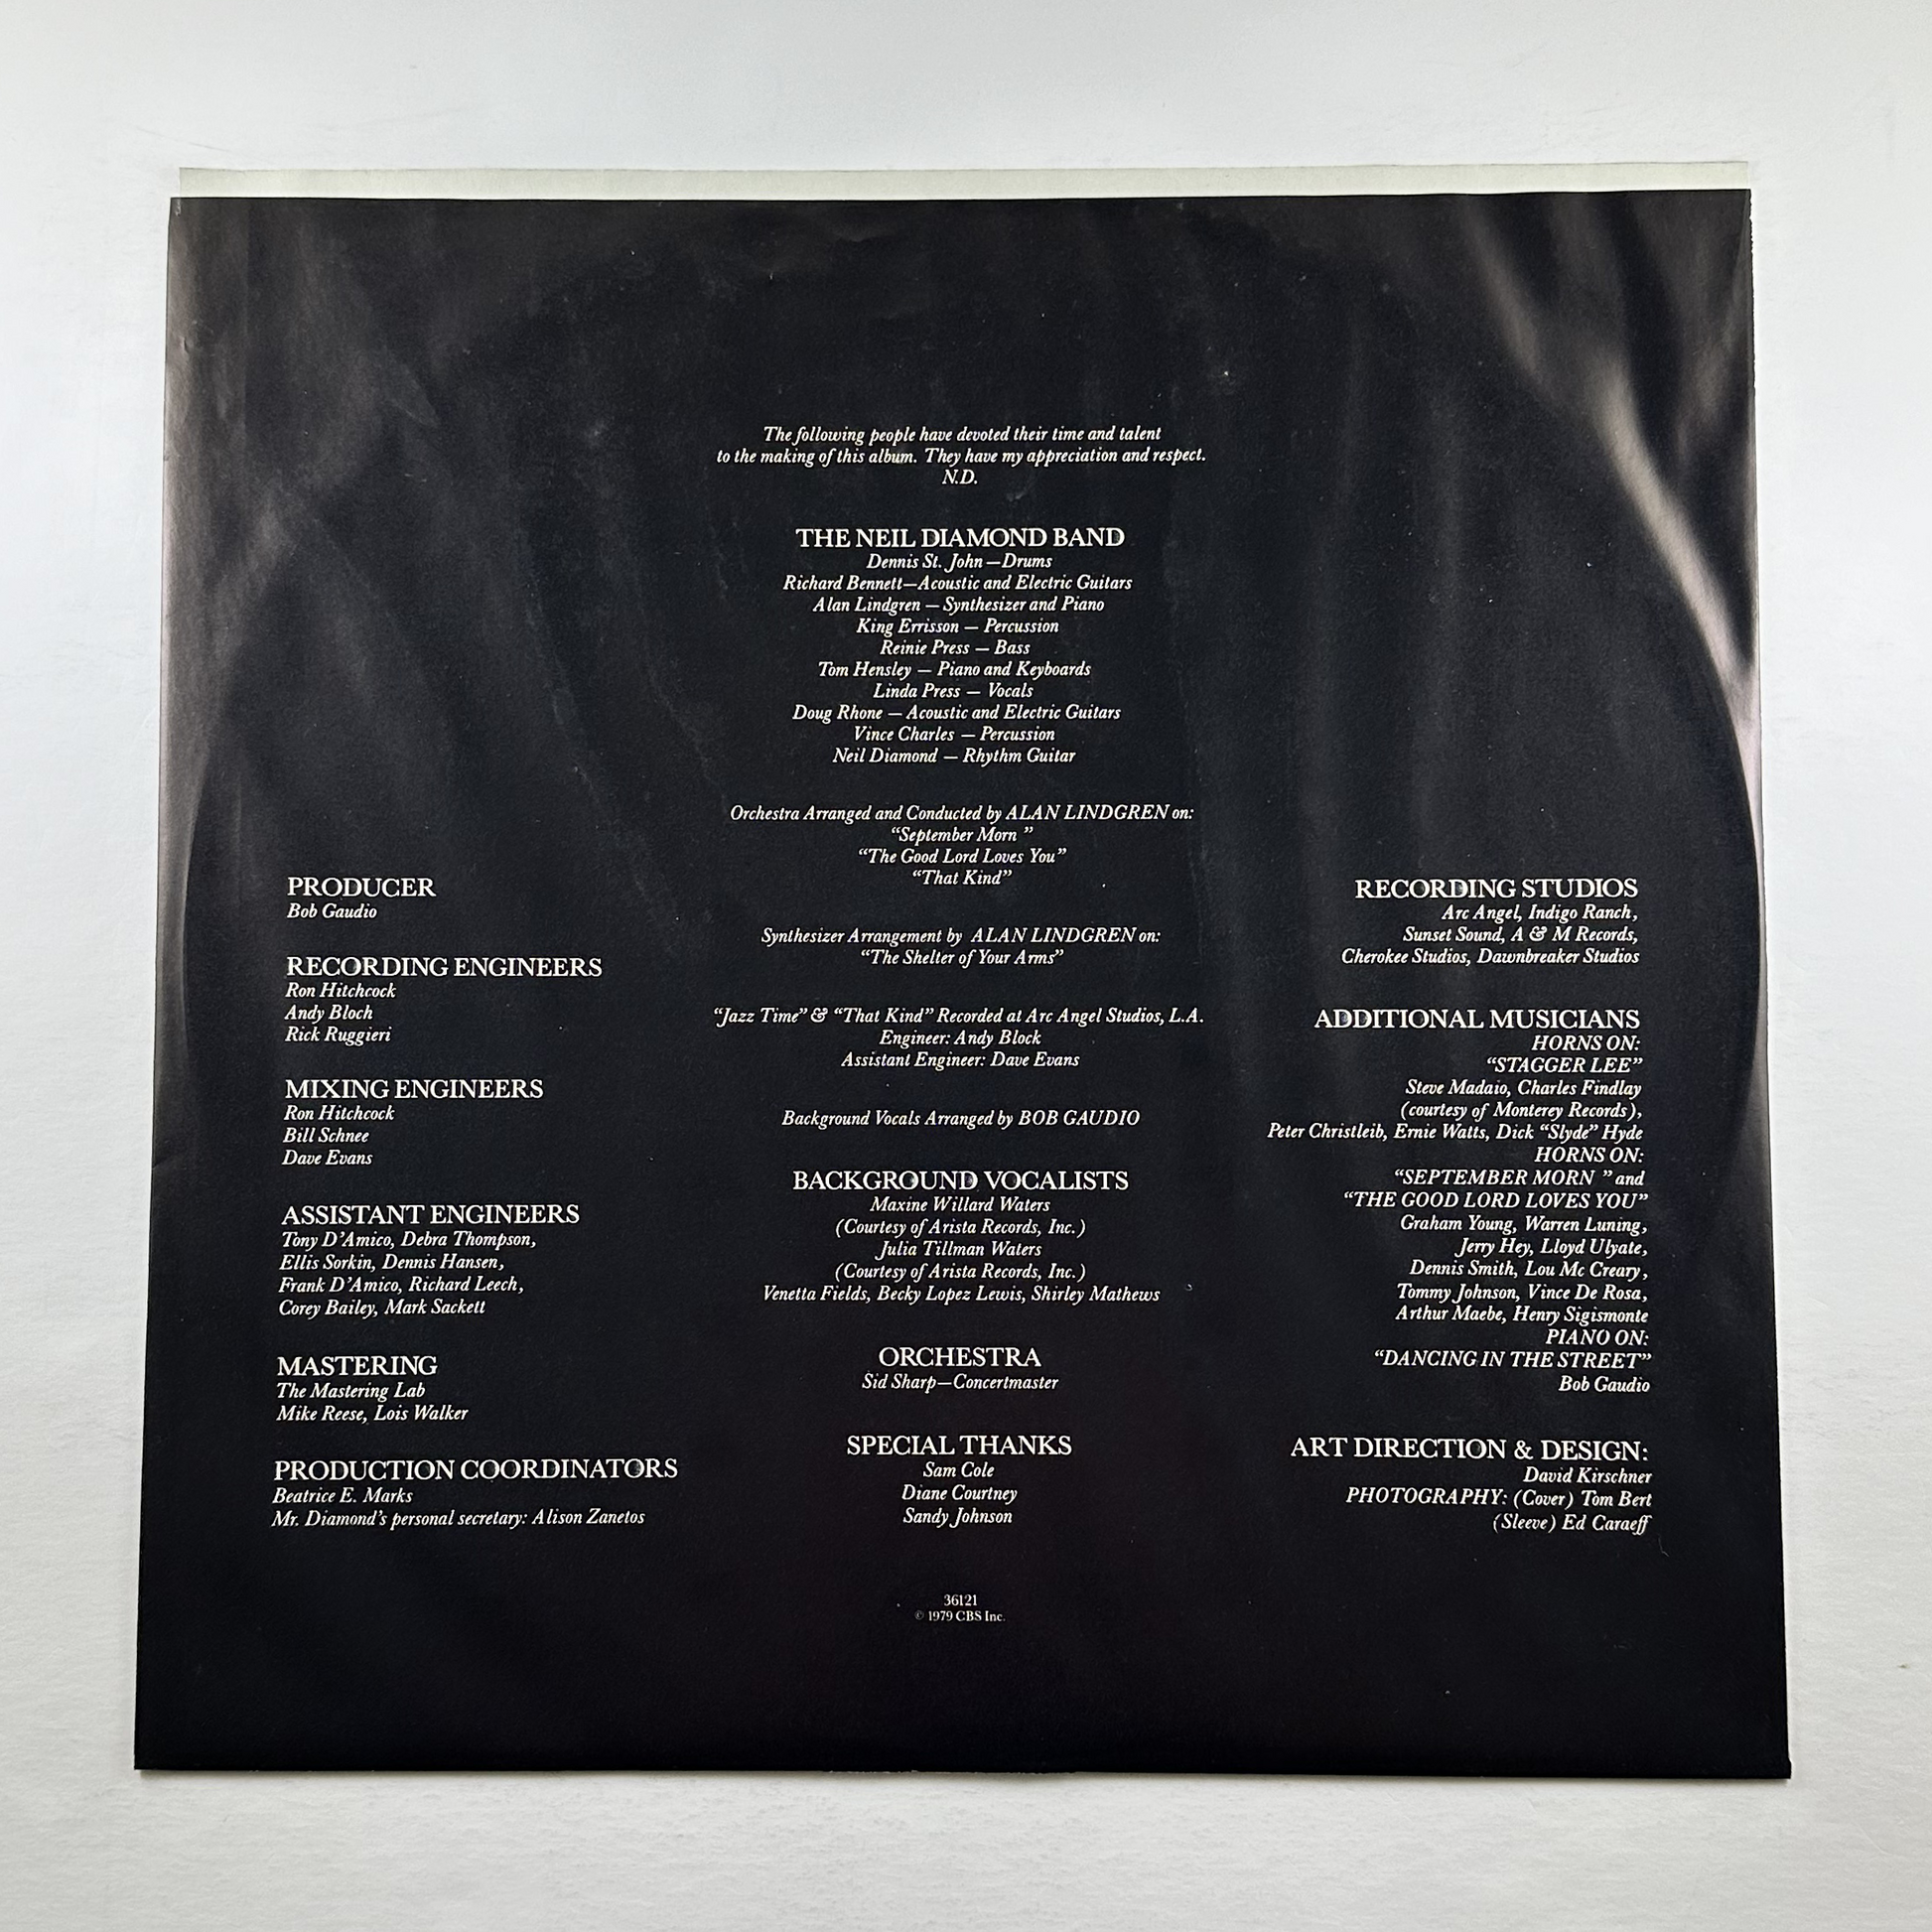 The following people have devoted their time and talent
to the making of this album. They have my appreciation and respect.
N.D.
THE NEIL DIAMOND BAND
Dennis St. John —Drums
Richard Bennett—Acoustic and Electric Guitars
Alan Lindgren — Synthesizer and Piano
King Errisson — Percussion
Reinie Press — Bass
Tom Hensley — Piano and Keyboards
Linda Press — Vocals
Doug Rhone — Acoustic and Electric Guitars
Vince Charles — Percussion
Neil Diamond — Rhythm Guitar
Orchestra Arranged and Conducted by ALAN LINDGREN on:
“September Morn ”
“The Good Lord Loves You”
“That Kind”
Synthesizer Arrangement by ALAN LINDGREN on:
“The Shelter of Your Arms”
“Jazz Time” & “That Kind” Recorded at Arc Angel Studios, L.A.
Engineer: Andy Block
Assistant Engineer: Dave Evans
Background Vocals Arranged by BOB GAUDIO
BACKGROUND VOCALISTS
Maxine Willard Waters
(Courtesy of Arista Records, Inc.)
Julia Tillman Waters
(Courtesy of Arista Records, Inc.)
Venetta Fields, Becky Lopez Lewis, Shirley Mathews
ORCHESTRA
Sid Sharp—Concertmaster
SPECIAL THANKS
Sam Cole
Diane Courtney
Sandy Johnson
PRODUCER
Bob Gaudio
RECORDING ENGINEERS
Ron Hitchcock
Andy Bloch
Rick Ruggieri
MIXING ENGINEERS
Ron Hitchcock
Bill Schnee
Dave Evans
ASSISTANT ENGINEERS
Tony D’Amico, Debra Thompson,
Ellis Sorkin, Dennis Hansen,
Frank D’Amico, Richard Leech,
Corey Bailey, Mark Sackett
MASTERING
The Mastering Lab
Mike Reese, Lois Walker
PRODUCTION COORDINATORS
Beatrice E. Marks
Mr. Diamond’s personal secretary: Alison Zanetos
RECORDING STUDIOS
Arc Angel, Indigo Ranch,
Sunset Sound, A & M Records,
Cherokee Studios, Dawnbreaker Studios
ADDITIONAL MUSICIANS
HORNS ON:
“STAGGER LEE”
Steve Madaio, Charles Findlay
(courtesy of Monterey Records),
Peter Christleib, Ernie Watts, Dick “Slyde” Hyde
HORNS ON:
“SEPTEMBER MORN ” and
“THE GOOD LORD LOVES YOU”
Graham Young, Warren Luning,
Jerry Hey, Lloyd Ulyate,
Dennis Smith, Lou Mc Creary,
Tommy Johnson, Vince De Rosa,
Arthur Maebe, Henry Sigismonte
PIANO ON:
“DANCING IN THE STREET”
Bob Gaudio
ART DIRECTION & DESIGN:
David Kirschner
PHOTOGRAPHY: (Cover) Tom Bert
(Sleeve) Ed Caraeff
36121
© 1979 CBS Inc.